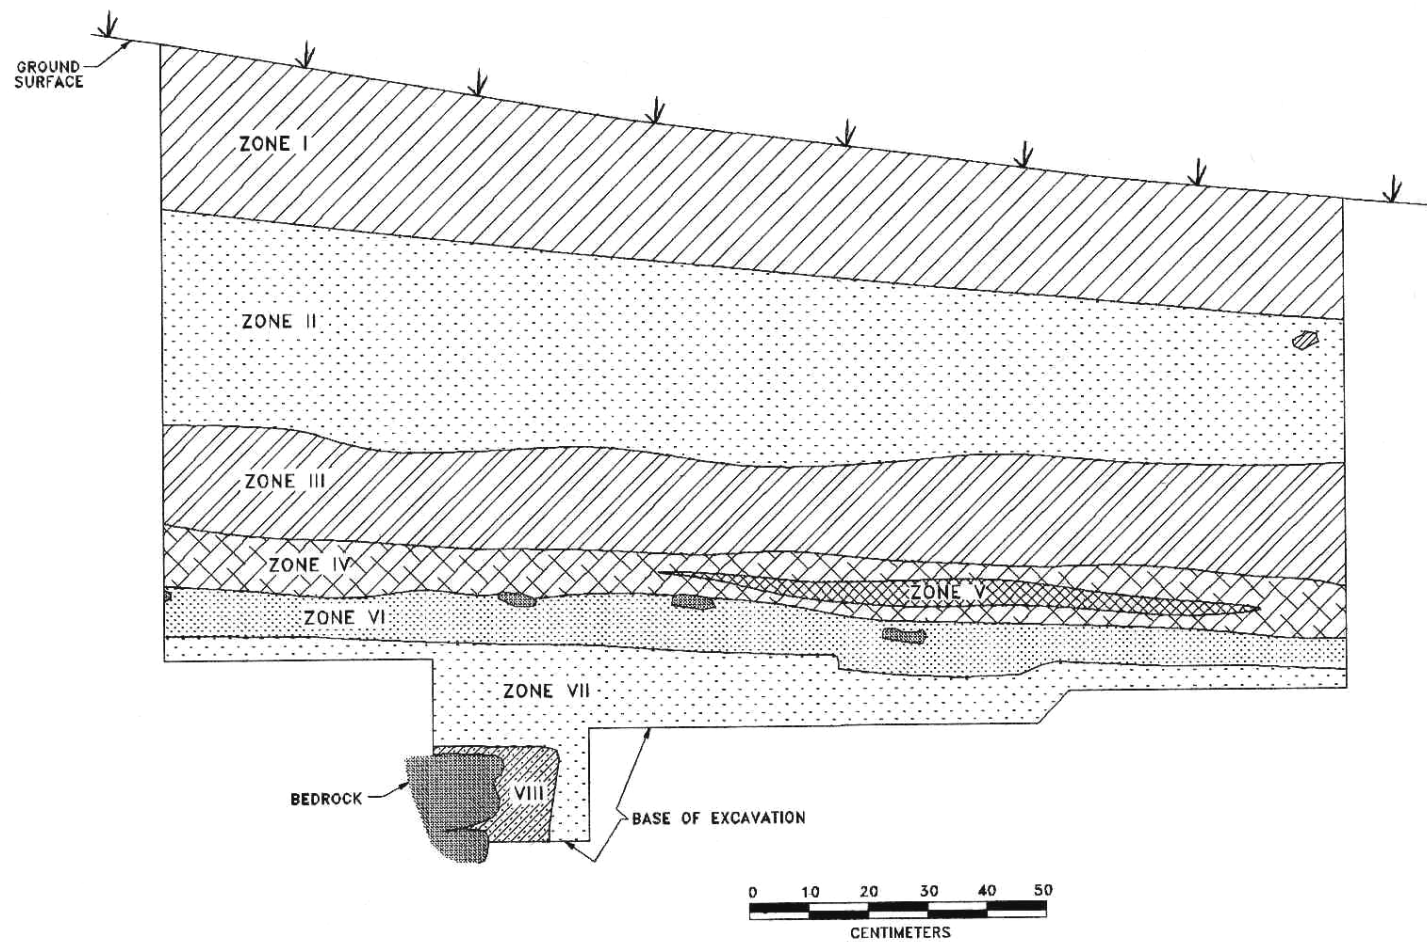 GROUND
SURFACE
ZONE I
ZONE II
ZONE III
ZONE IV
ZONE V
ZONE VI
ZONE VII
VIII
BEDROCK
BASE OF EXCAVATION
0 10 20 30 40 50
CENTIMETERS